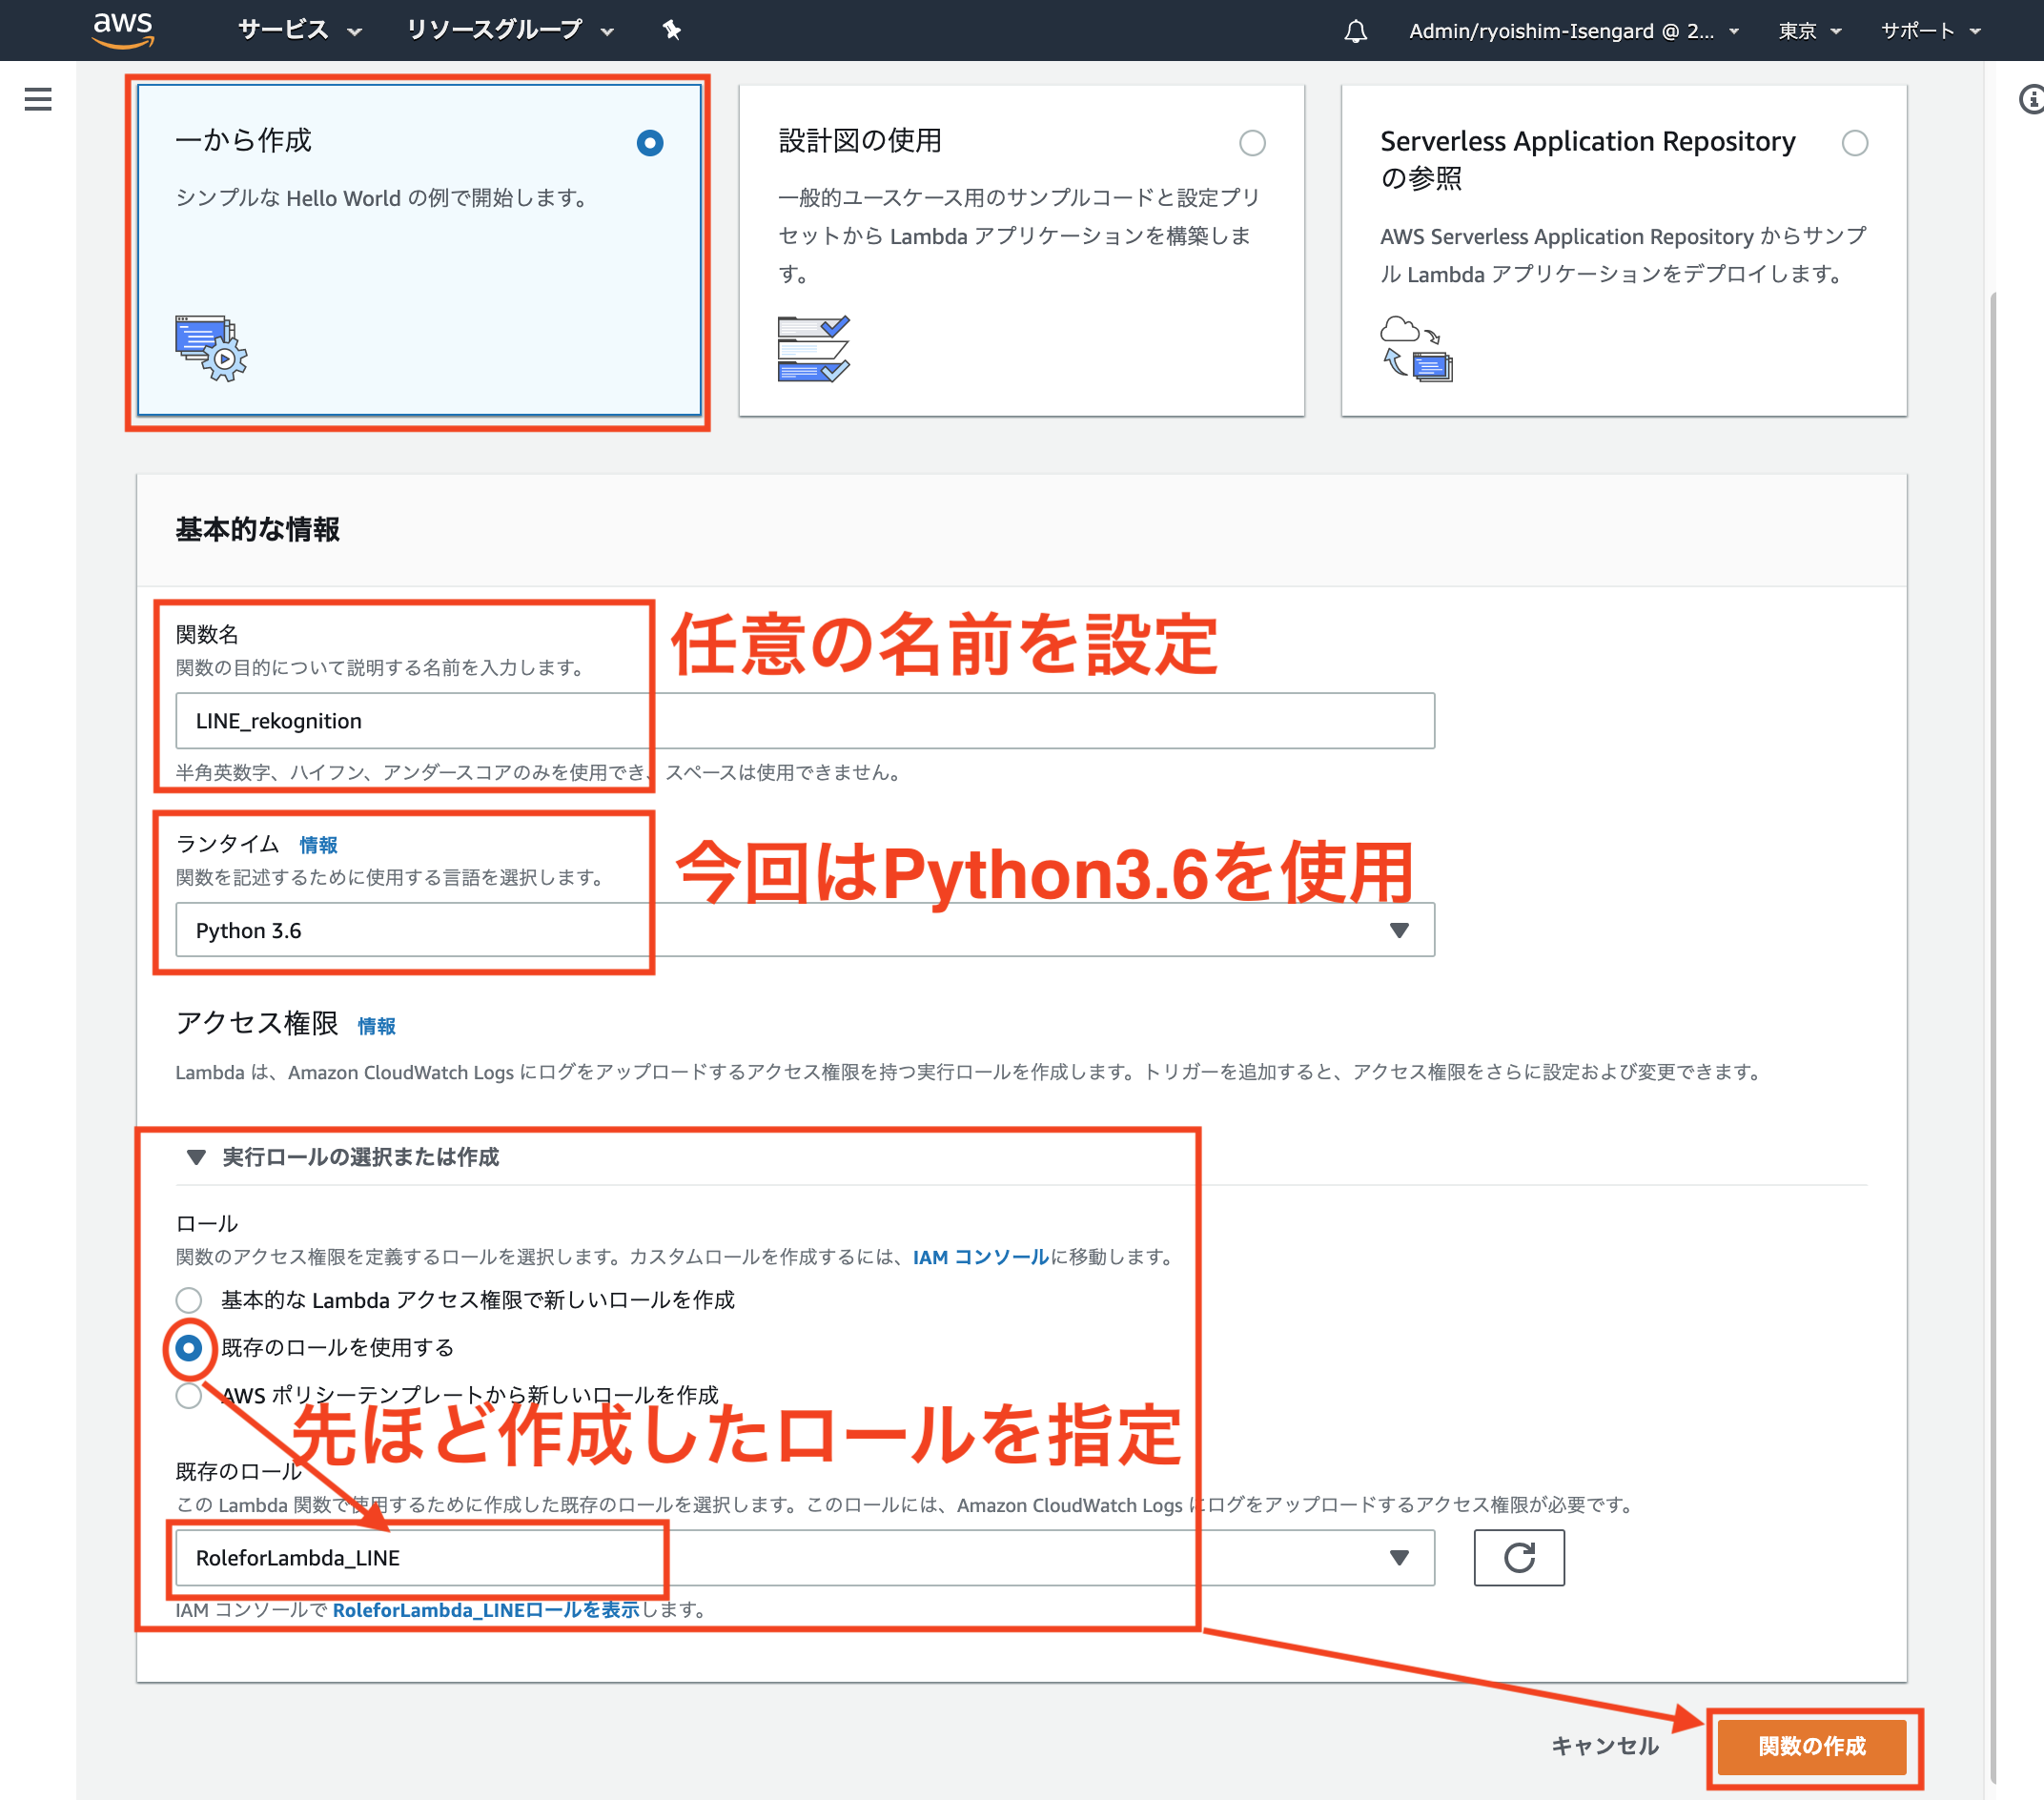 aws
サービス
リソースグループ
Admin/ryoishim-Isengard @ 2...
東京
サポート
一から作成
シンプルな Hello World の例で開始します。
設計図の使用
一般的ユースケース用のサンプルコードと設定プリ
セットから Lambda アプリケーションを構築しま
す。
Serverless Application Repository
の参照
AWS Serverless Application Repository からサンプ
ル Lambda アプリケーションをデプロイします。
基本的な情報
関数名
任意の名前を設定
関数の目的について説明する名前を入力します。
LINE_rekognition
半角英数字、ハイフン、アンダースコアのみを使用でき、スペースは使用できません。
ランタイム 情報
今回はPython3.6を使用
関数を記述するために使用する言語を選択します。
Python 3.6
アクセス権限 情報
Lambda は、Amazon CloudWatch Logs にログをアップロードするアクセス権限を持つ実行ロールを作成します。トリガーを追加すると、アクセス権限をさらに設定および変更できます。
実行ロールの選択または作成
ロール
関数のアクセス権限を定義するロールを選択します。カスタムロールを作成するには、IAM コンソールに移動します。
基本的な Lambda アクセス権限で新しいロールを作成
既存のロールを使用する
AWS ポリシーテンプレートから新しいロールを作成
先ほど作成したロールを指定
既存のロール
この Lambda 関数で使用するために作成した既存のロールを選択します。このロールには、Amazon CloudWatch Logs にログをアップロードするアクセス権限が必要です。
RoleforLambda_LINE
IAM コンソールで RoleforLambda_LINEロールを表示します。
キャンセル
関数の作成